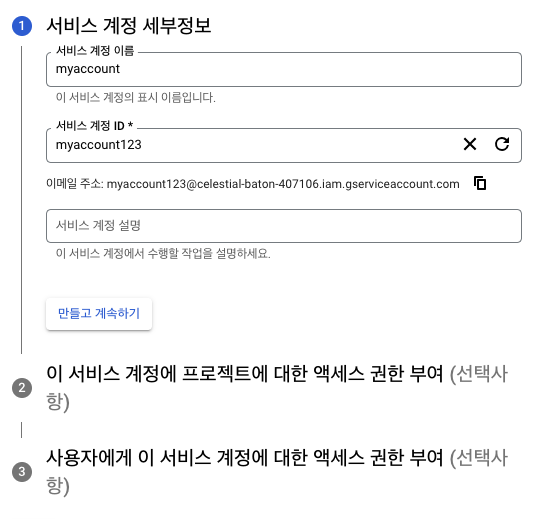 1 서비스 계정 세부정보
서비스 계정 이름
myaccount
이 서비스 계정의 표시 이름입니다.
서비스 계정 ID *
myaccount123
이메일 주소: myaccount123@celestial-baton-407106.iam.gserviceaccount.com
서비스 계정 설명
이 서비스 계정에서 수행할 작업을 설명하세요.
만들고 계속하기
2 이 서비스 계정에 프로젝트에 대한 액세스 권한 부여 (선택사
항)
3 사용자에게 이 서비스 계정에 대한 액세스 권한 부여 (선택사
항)